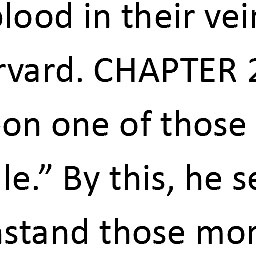 blood in their vei
rvard. CHAPTER 2
on one of those
le.” By this, he se
stand those mor